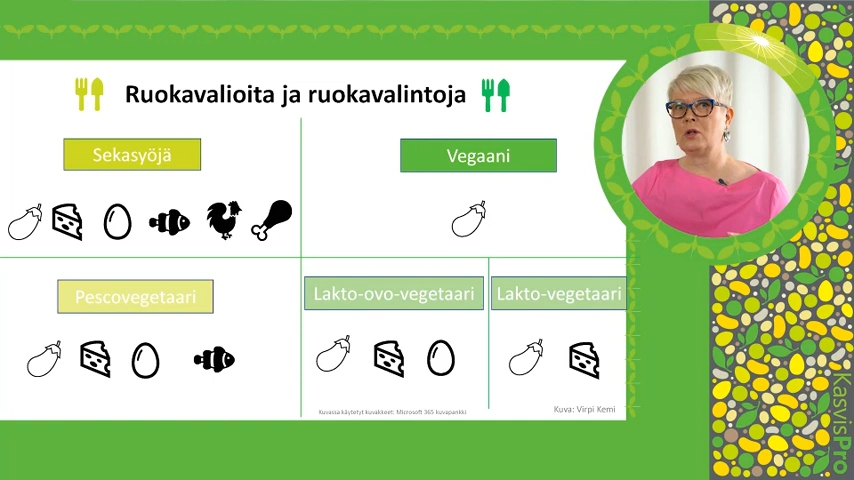 Ruokavalioita ja ruokavalintoja
Sekasyöjä
Vegaani
Pescovegetaari
Lakto-ovo-vegetaari
Lakto-vegetaari
Kuvassa käytetyt kuvakkeet: Microsoft 365 kuvapankki
Kuva: Virpi Kemi
KasvisPro